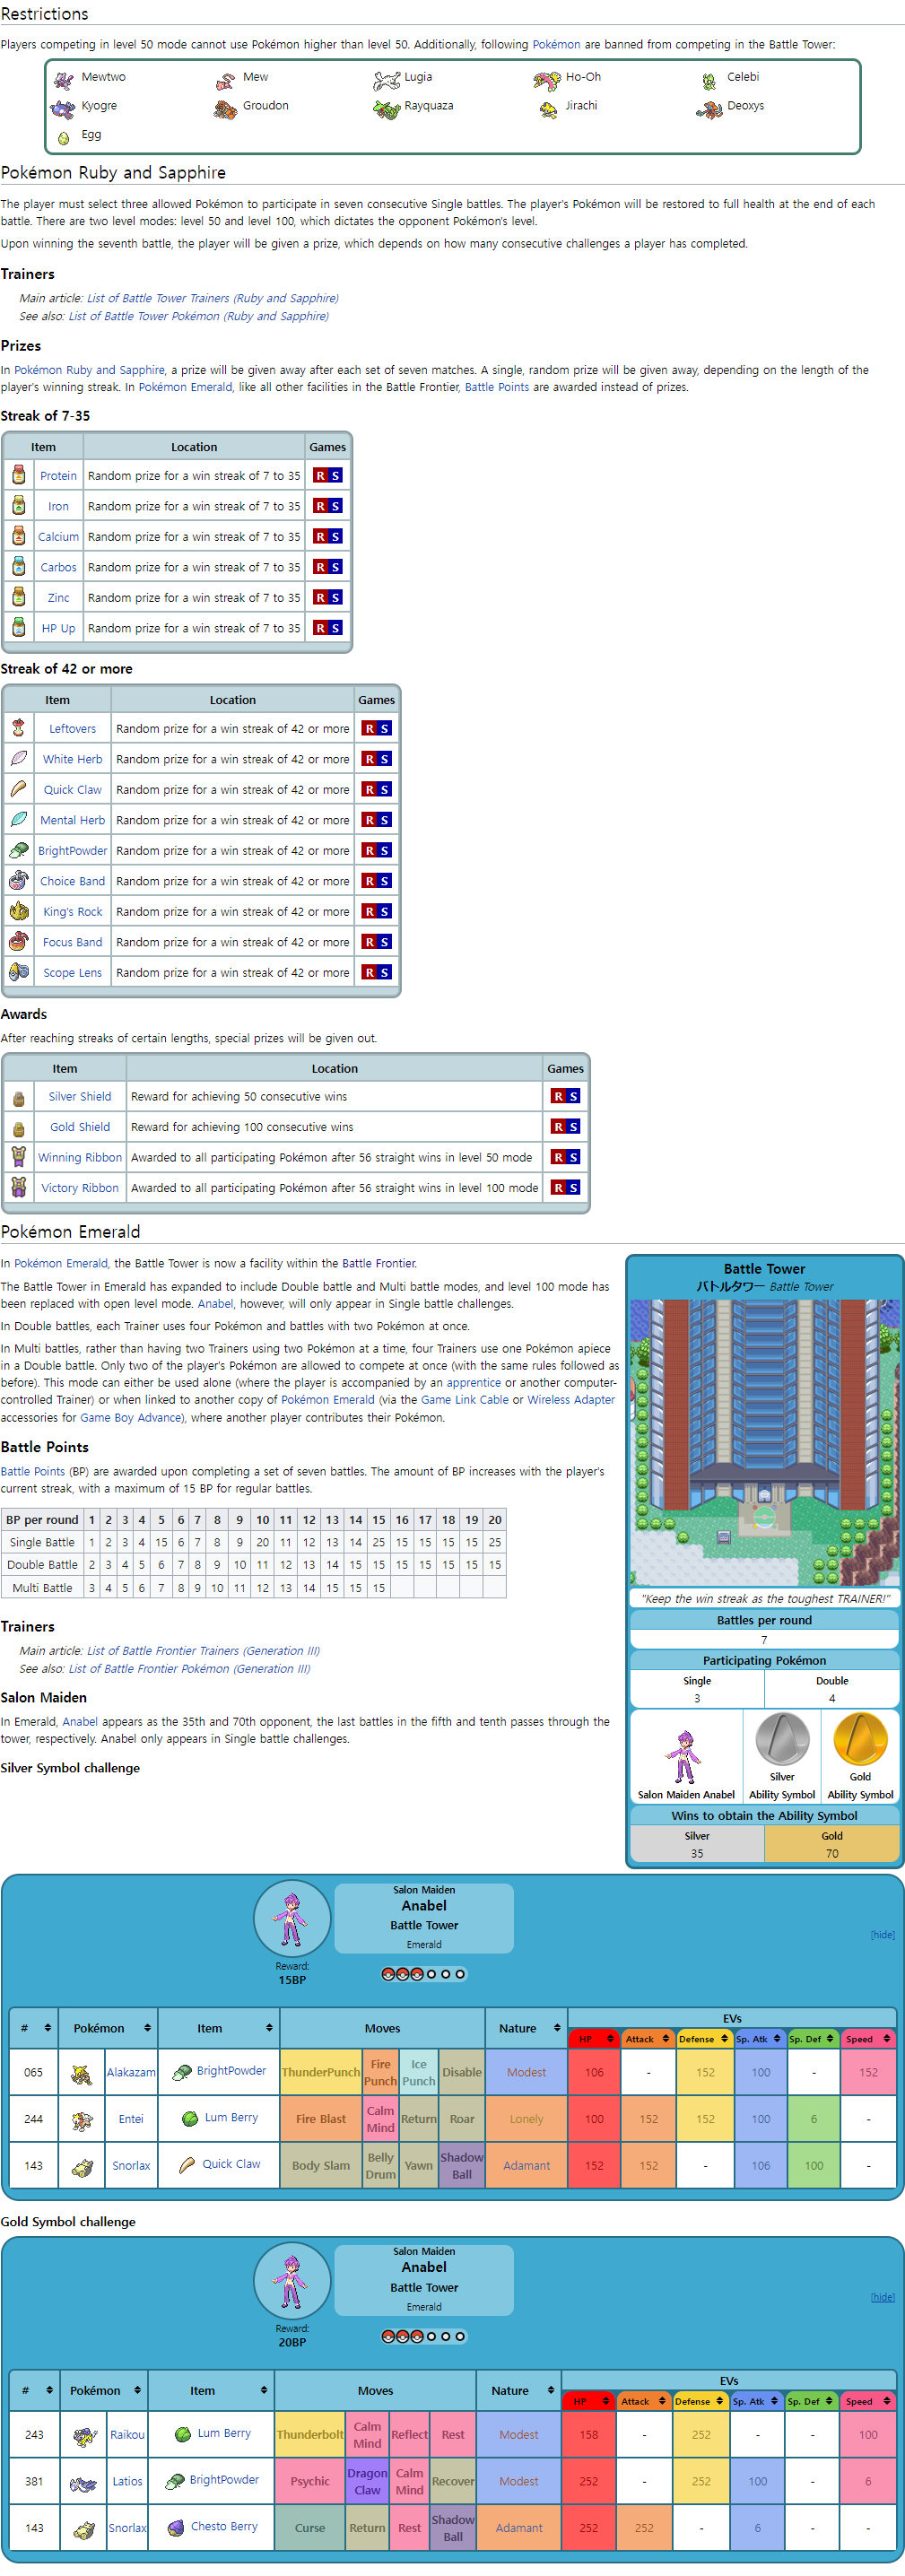 Restrictions
Players competing in level 50 mode cannot use Pokémon higher than level 50. Additionally, following Pokémon are banned from competing in the Battle Tower:
Mewtwo Mew Lugia Ho-Oh Celebi
Kyogre Groudon Rayquaza Jirachi Deoxys
Egg
Pokémon Ruby and Sapphire
The player must select three allowed Pokémon to participate in seven consecutive Single battles. The player's Pokémon will be restored to full health at the end of each
battle. There are two level modes: level 50 and level 100, which dictates the opponent Pokémon's level.
Upon winning the seventh battle, the player will be given a prize, which depends on how many consecutive challenges a player has completed.
Trainers
Main article: List of Battle Tower Trainers (Ruby and Sapphire)
See also: List of Battle Tower Pokémon (Ruby and Sapphire)
Prizes
In Pokémon Ruby and Sapphire, a prize will be given away after each set of seven matches. A single, random prize will be given away, depending on the length of the
player's winning streak. In Pokémon Emerald, like all other facilities in the Battle Frontier, Battle Points are awarded instead of prizes.
Streak of 7-35
Item Location Games
Protein Random prize for a win streak of 7 to 35 R S
Iron Random prize for a win streak of 7 to 35 R S
Calcium Random prize for a win streak of 7 to 35 R S
Carbos Random prize for a win streak of 7 to 35 R S
Zinc Random prize for a win streak of 7 to 35 R S
HP Up Random prize for a win streak of 7 to 35 R S
Streak of 42 or more
Item Location Games
Leftovers Random prize for a win streak of 42 or more R S
White Herb Random prize for a win streak of 42 or more R S
Quick Claw Random prize for a win streak of 42 or more R S
Mental Herb Random prize for a win streak of 42 or more R S
BrightPowder Random prize for a win streak of 42 or more R S
Choice Band Random prize for a win streak of 42 or more R S
King's Rock Random prize for a win streak of 42 or more R S
Focus Band Random prize for a win streak of 42 or more R S
Scope Lens Random prize for a win streak of 42 or more R S
Awards
After reaching streaks of certain lengths, special prizes will be given out.
Item Location Games
Silver Shield Reward for achieving 50 consecutive wins R S
Gold Shield Reward for achieving 100 consecutive wins R S
Winning Ribbon Awarded to all participating Pokémon after 56 straight wins in level 50 mode R S
Victory Ribbon Awarded to all participating Pokémon after 56 straight wins in level 100 mode R S
Pokémon Emerald
In Pokémon Emerald, the Battle Tower is now a facility within the Battle Frontier.
The Battle Tower in Emerald has expanded to include Double battle and Multi battle modes, and level 100 mode has
been replaced with open level mode. Anabel, however, will only appear in Single battle challenges.
In Double battles, each Trainer uses four Pokémon and battles with two Pokémon at once.
In Multi battles, rather than having two Trainers using two Pokémon at a time, four Trainers use one Pokémon apiece
in a Double battle. Only two of the player's Pokémon are allowed to compete at once (with the same rules followed as
before). This mode can either be used alone (where the player is accompanied by an apprentice or another computer-
controlled Trainer) or when linked to another copy of Pokémon Emerald (via the Game Link Cable or Wireless Adapter
accessories for Game Boy Advance), where another player contributes their Pokémon.
Battle Points
Battle Points (BP) are awarded upon completing a set of seven battles. The amount of BP increases with the player's
current streak, with a maximum of 15 BP for regular battles.
BP per round 1 2 3 4 5 6 7 8 9 10 11 12 13 14 15 16 17 18 19 20
Single Battle 1 2 3 4 15 6 7 8 9 20 11 12 13 14 25 15 15 15 15 25
Double Battle 2 3 4 5 6 7 8 9 10 11 12 13 14 15 15 15 15 15 15 15
Multi Battle 3 4 5 6 7 8 9 10 11 12 13 14 15 15 15
Trainers
Main article: List of Battle Frontier Trainers (Generation III)
See also: List of Battle Frontier Pokémon (Generation III)
Salon Maiden
In Emerald, Anabel appears as the 35th and 70th opponent, the last battles in the fifth and tenth passes through the
tower, respectively. Anabel only appears in Single battle challenges.
Silver Symbol challenge
Battle Tower
バトルタワー Battle Tower
"Keep the win streak as the toughest TRAINER!"
Battles per round
7
Participating Pokémon
Single Double
3 4
Salon Maiden Anabel
Silver
Ability Symbol
Gold
Ability Symbol
Wins to obtain the Ability Symbol
Silver Gold
35 70
Salon Maiden
Anabel
Battle Tower
Emerald
[hide]
Reward:
15BP
# Pokémon Item Moves Nature EVs
HP Attack Defense Sp. Atk Sp. Def Speed
065 Alakazam BrightPowder ThunderPunch Fire Punch Ice Punch Disable Modest 106 - 152 100 - 152
244 Entei Lum Berry Fire Blast Calm Mind Return Roar Lonely 100 152 152 100 6 -
143 Snorlax Quick Claw Body Slam Belly Drum Yawn Shadow Ball Adamant 152 152 - 106 100 -
Gold Symbol challenge
Salon Maiden
Anabel
Battle Tower
Emerald
[hide]
Reward:
20BP
# Pokémon Item Moves Nature EVs
HP Attack Defense Sp. Atk Sp. Def Speed
243 Raikou Lum Berry Thunderbolt Calm Mind Reflect Rest Modest 158 - 252 - - 100
381 Latios BrightPowder Psychic Dragon Claw Calm Mind Recover Modest 252 - 252 100 - 6
143 Snorlax Chesto Berry Curse Return Rest Shadow Ball Adamant 252 252 - 6 - -